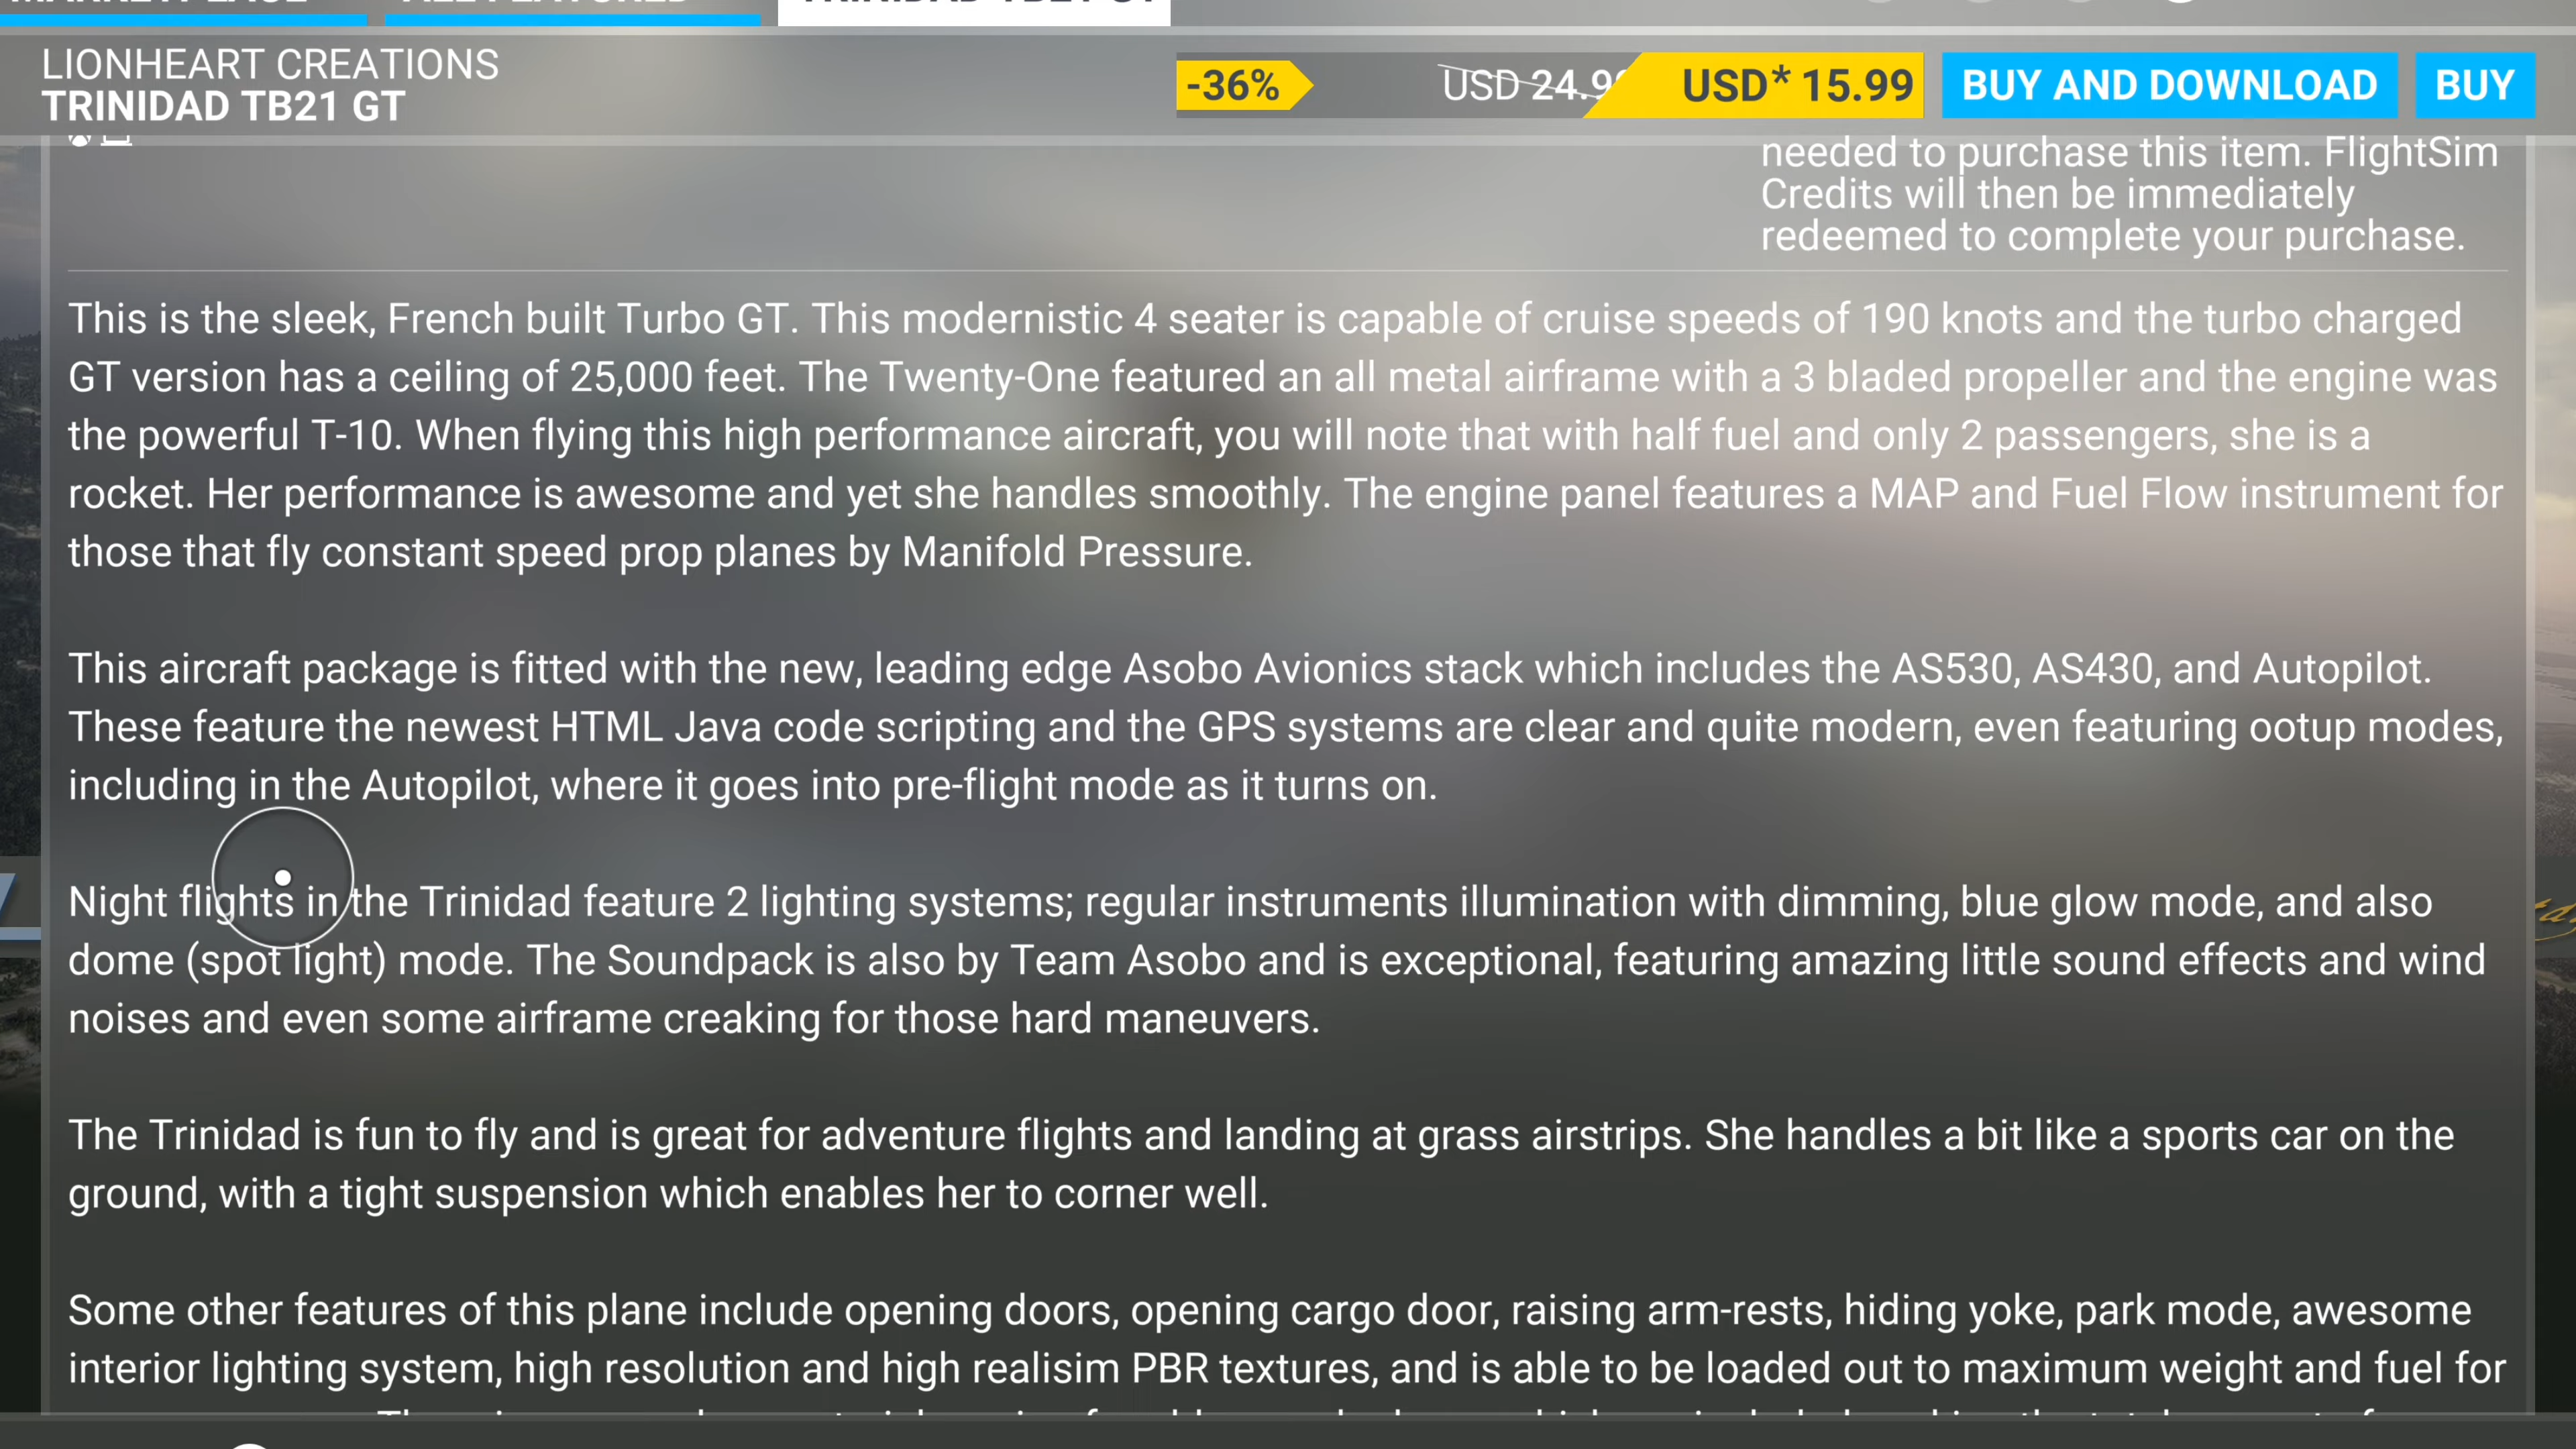 LIONHEART CREATIONS
TRINIDAD TB21 GT
-36%
USD 24.9
USD* 15.99
BUY AND DOWNLOAD
BUY
needed to purchase this item. FlightSim
Credits will then be immediately
redeemed to complete your purchase.
This is the sleek, French built Turbo GT. This modernistic 4 seater is capable of cruise speeds of 190 knots and the turbo charged
GT version has a ceiling of 25,000 feet. The Twenty-One featured an all metal airframe with a 3 bladed propeller and the engine was
the powerful T-10. When flying this high performance aircraft, you will note that with half fuel and only 2 passengers, she is a
rocket. Her performance is awesome and yet she handles smoothly. The engine panel features a MAP and Fuel Flow instrument for
those that fly constant speed prop planes by Manifold Pressure.
This aircraft package is fitted with the new, leading edge Asobo Avionics stack which includes the AS530, AS430, and Autopilot.
These feature the newest HTML Java code scripting and the GPS systems are clear and quite modern, even featuring ootup modes,
including in the Autopilot, where it goes into pre-flight mode as it turns on.
Night flights in the Trinidad feature 2 lighting systems; regular instruments illumination with dimming, blue glow mode, and also
dome (spot light) mode. The Soundpack is also by Team Asobo and is exceptional, featuring amazing little sound effects and wind
noises and even some airframe creaking for those hard maneuvers.
The Trinidad is fun to fly and is great for adventure flights and landing at grass airstrips. She handles a bit like a sports car on the
ground, with a tight suspension which enables her to corner well.
Some other features of this plane include opening doors, opening cargo door, raising arm-rests, hiding yoke, park mode, awesome
interior lighting system, high resolution and high realisim PBR textures, and is able to be loaded out to maximum weight and fuel for